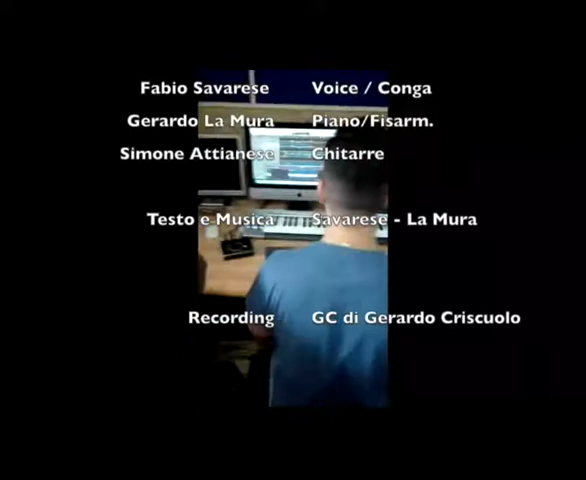 Fabio Savarese Voice / Conga
Gerardo La Mura Piano/Fisarm.
Simone Attianese Chitarre
Testo e Musica Savarese - La Mura
Recording GC di Gerardo Criscuolo